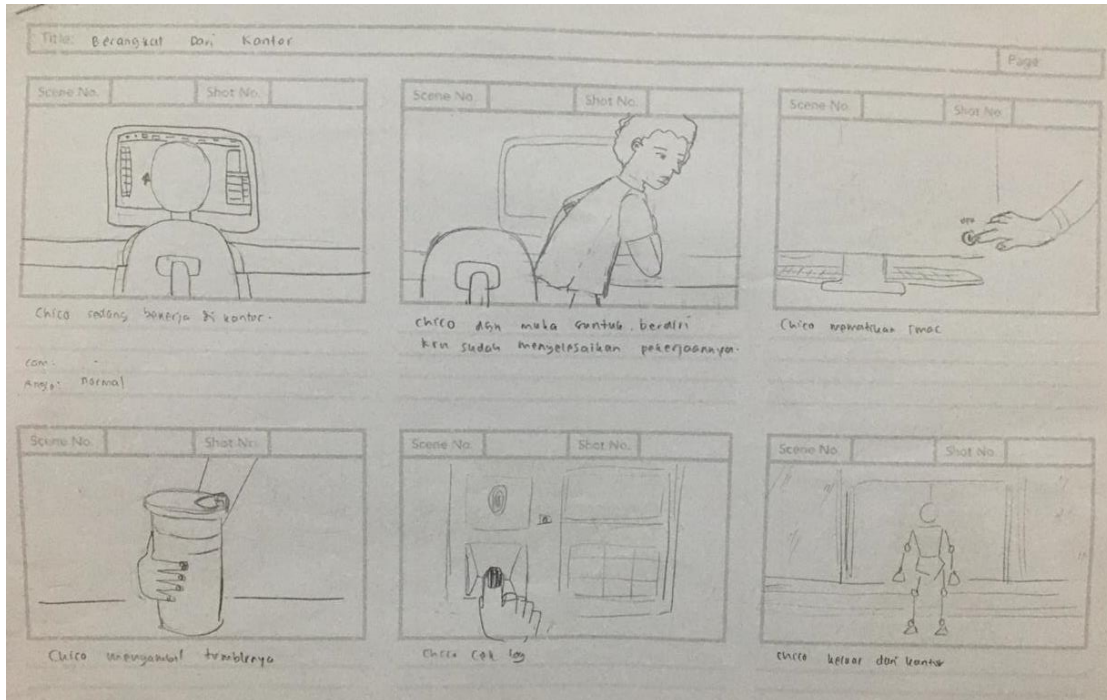 Title: Berangkat Dari Kantor
Page
Scene No. Shot No.
Scene No. Shot No.
Scene No. Shot No.
Chico sedang bekerja di kantor.
cam.
Angle: normal
Chico dgn muka suntuk berdiri
krn sudah menyelesaikan pekerjaannya.
OFF
Chico mematikan imac
Scene No. Shot No.
Scene No. Shot No.
Scene No. Shot No.
Chico mengambil tumblrnya
Chico cek log
Chico keluar dari kantor